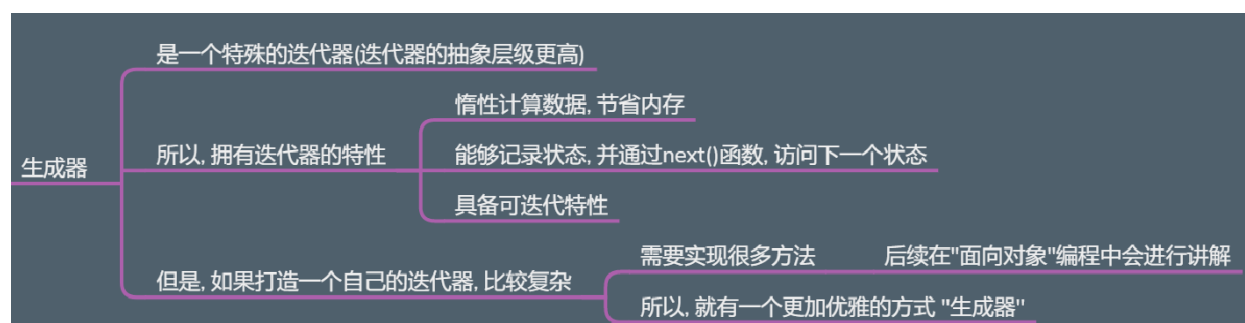 生成器
是一个特殊的迭代器(迭代器的抽象层级更高)
所以, 拥有迭代器的特性
惰性计算数据, 节省内存
能够记录状态, 并通过next()函数, 访问下一个状态
具备可迭代特性
但是, 如果打造一个自己的迭代器, 比较复杂
需要实现很多方法
后续在"面向对象"编程中会进行讲解
所以, 就有一个更加优雅的方式 "生成器"